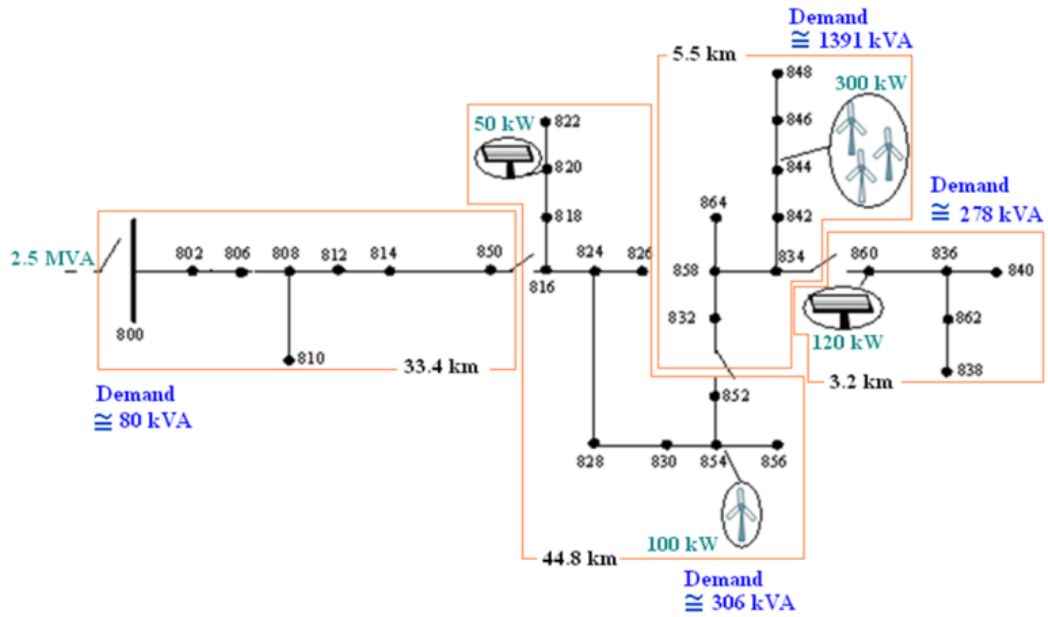 Demand
≅ 1391 kVA
5.5 km
848
300 kW
846
50 kW
822
820
844
Demand
≅ 278 kVA
818
864
842
2.5 MVA
802
806
808
812
814
850
816
824
826
858
834
860
836
840
832
862
120 kW
800
810
33.4 km
838
3.2 km
Demand
≅ 80 kVA
852
828
830
854
856
100 kW
44.8 km
Demand
≅ 306 kVA